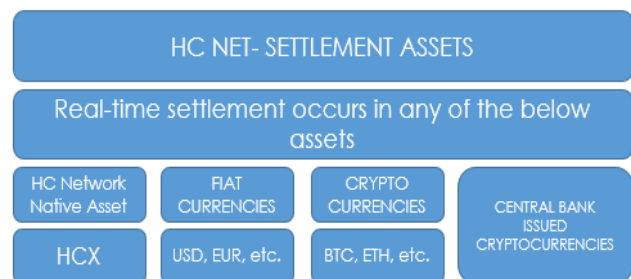 HC NET- SETTLEMENT ASSETS
Real-time settlement occurs in any of the below
assets
HC Network
Native Asset
FIAT
CURRENCIES
CRYPTO
CURRENCIES
CENTRAL BANK
ISSUED
CRYPTOCURRENCIES
HCX
USD, EUR, etc.
BTC, ETH, etc.